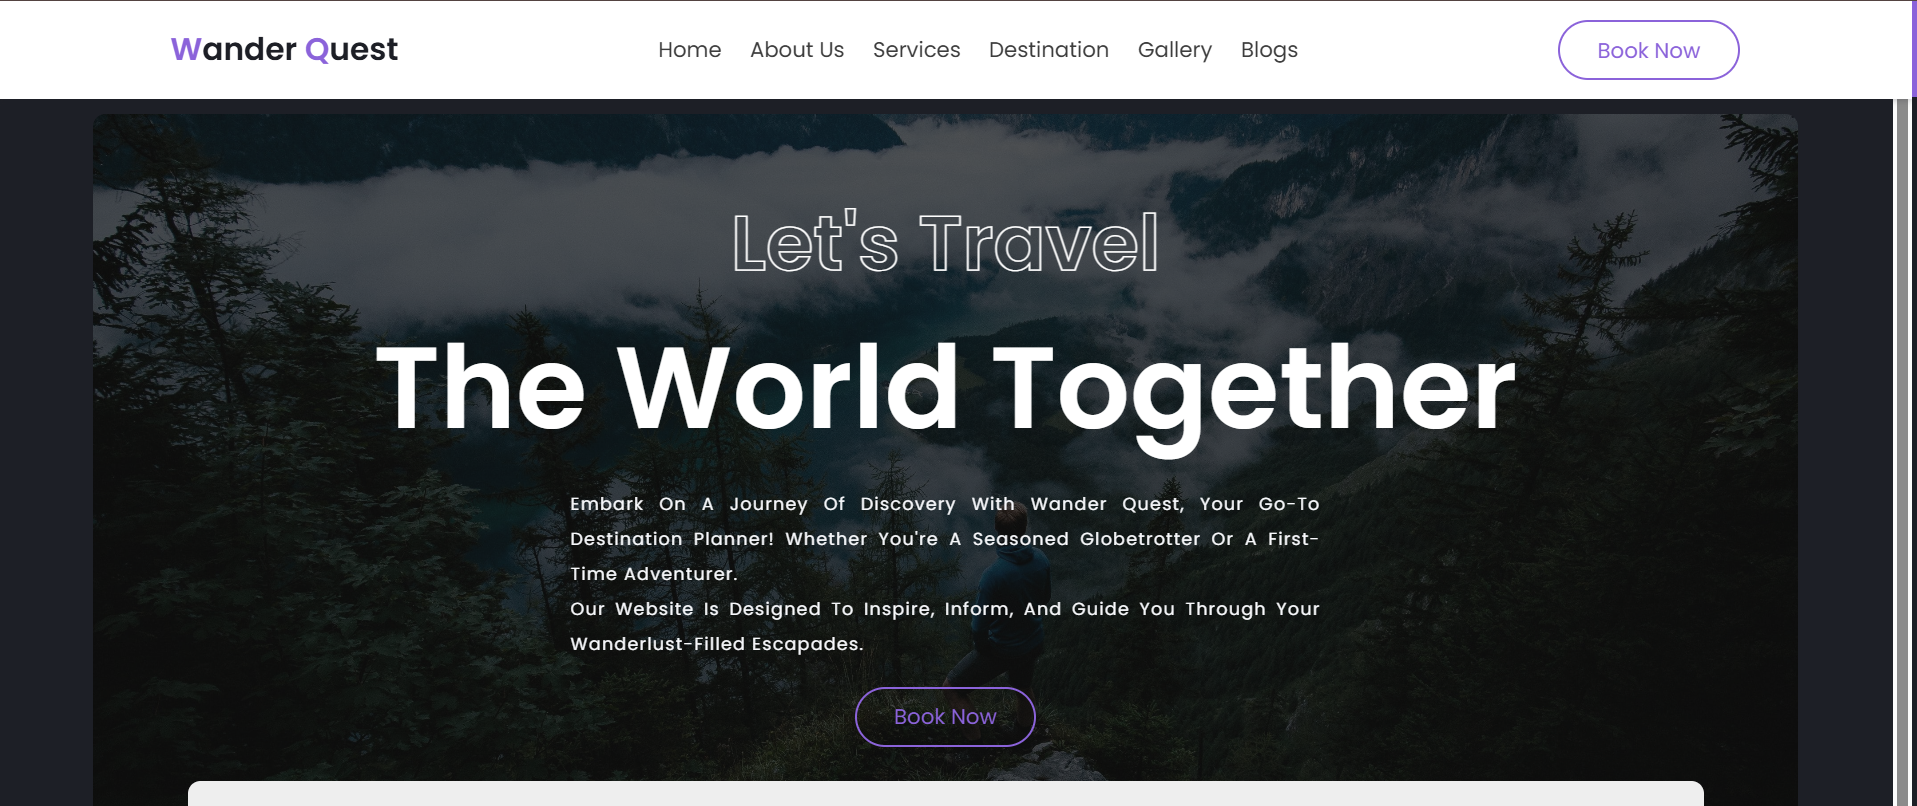 Wander Quest
Home About Us Services Destination Gallery Blogs
Book Now
Let's Travel
The World Together
Embark On A Journey Of Discovery With Wander Quest, Your Go-To
Destination Planner! Whether You're A Seasoned Globetrotter Or A First-
Time Adventurer.
Our Website Is Designed To Inspire, Inform, And Guide You Through Your
Wanderlust-Filled Escapades.
Book Now